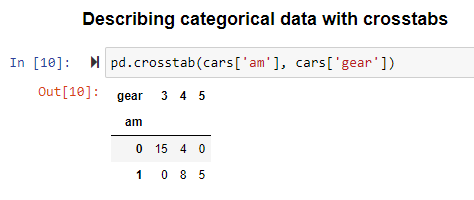 Describing categorical data with crosstabs
In [10]: pd.crosstab(cars['am'], cars['gear'])
Out[10]: gear 3 4 5
am
0 15 4 0
1 0 8 5